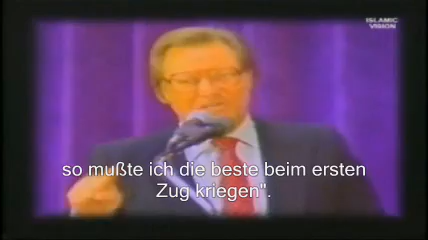 ISLAMIC
VISION
so mußte ich die beste beim ersten
Zug kriegen".